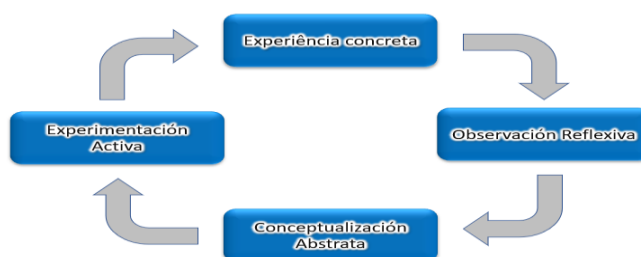 Experiência concreta
Observación Reflexiva
Conceptualización
Abstrata
Experimentación
Activa